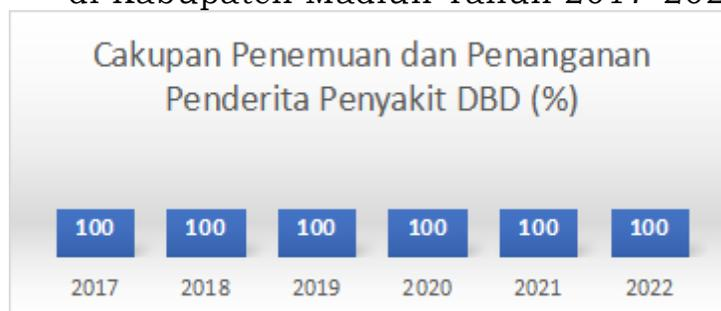 di Kabupaten Madiun Tahun 2017-202
Cakupan Penemuan dan Penanganan
Penderita Penyakit DBD (%)
100 100 100 100 100 100
2017 2018 2019 2020 2021 2022